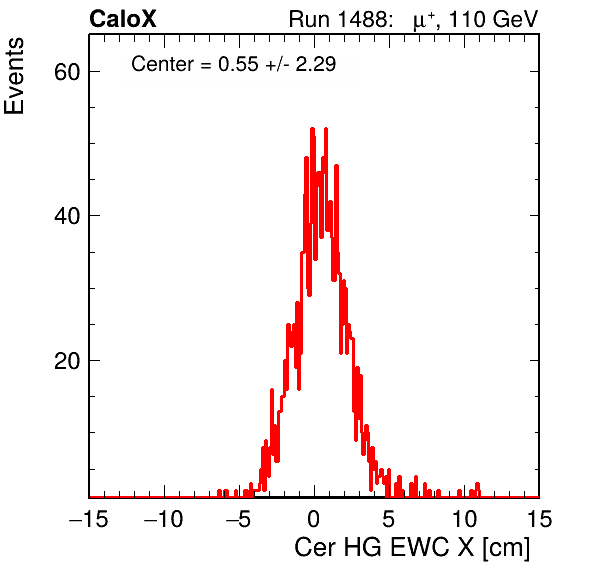 CaloX Run 1488: μ⁺, 110 GeV
Events
Center = 0.55 +/- 2.29
60
40
20
−15 −10 −5 0 5 10 15
Cer HG EWC X [cm]